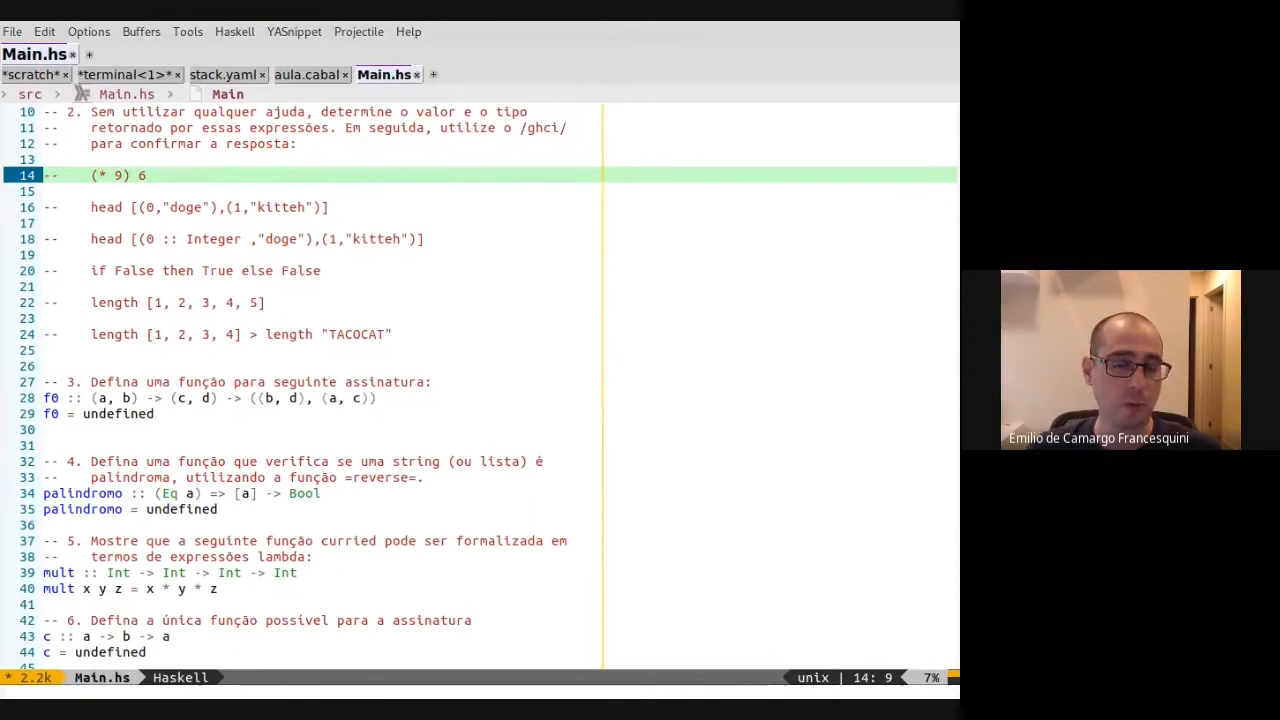 File Edit Options Buffers Tools Haskell YASnippet Projectile Help
Main.hs × +
*scratch* × *terminal<1>* × stack.yaml × aula.cabal × Main.hs × +
› src › Main.hs › Main
10 -- 2. Sem utilizar qualquer ajuda, determine o valor e o tipo
11 --    retornado por essas expressões. Em seguida, utilize o /ghci/
12 --    para confirmar a resposta:
13
14 --    (* 9) 6
15
16 --    head [(0,"doge"),(1,"kitteh")]
17
18 --    head [(0 :: Integer ,"doge"),(1,"kitteh")]
19
20 --    if False then True else False
21
22 --    length [1, 2, 3, 4, 5]
23
24 --    length [1, 2, 3, 4] > length "TACOCAT"
25
26
27 -- 3. Defina uma função para seguinte assinatura:
28 f0 :: (a, b) -> (c, d) -> ((b, d), (a, c))
29 f0 = undefined
30
31
32 -- 4. Defina uma função que verifica se uma string (ou lista) é
33 --    palíndroma, utilizando a função =reverse=.
34 palindromo :: (Eq a) => [a] -> Bool
35 palindromo = undefined
36
37 -- 5. Mostre que a seguinte função curried pode ser formalizada em
38 --    termos de expressões lambda:
39 mult :: Int -> Int -> Int -> Int
40 mult x y z = x * y * z
41
42 -- 6. Defina a única função possível para a assinatura
43 c :: a -> b -> a
44 c = undefined
45
* 2.2k Main.hs Haskell unix | 14: 9 7%
Emilio de Camargo Francesquini